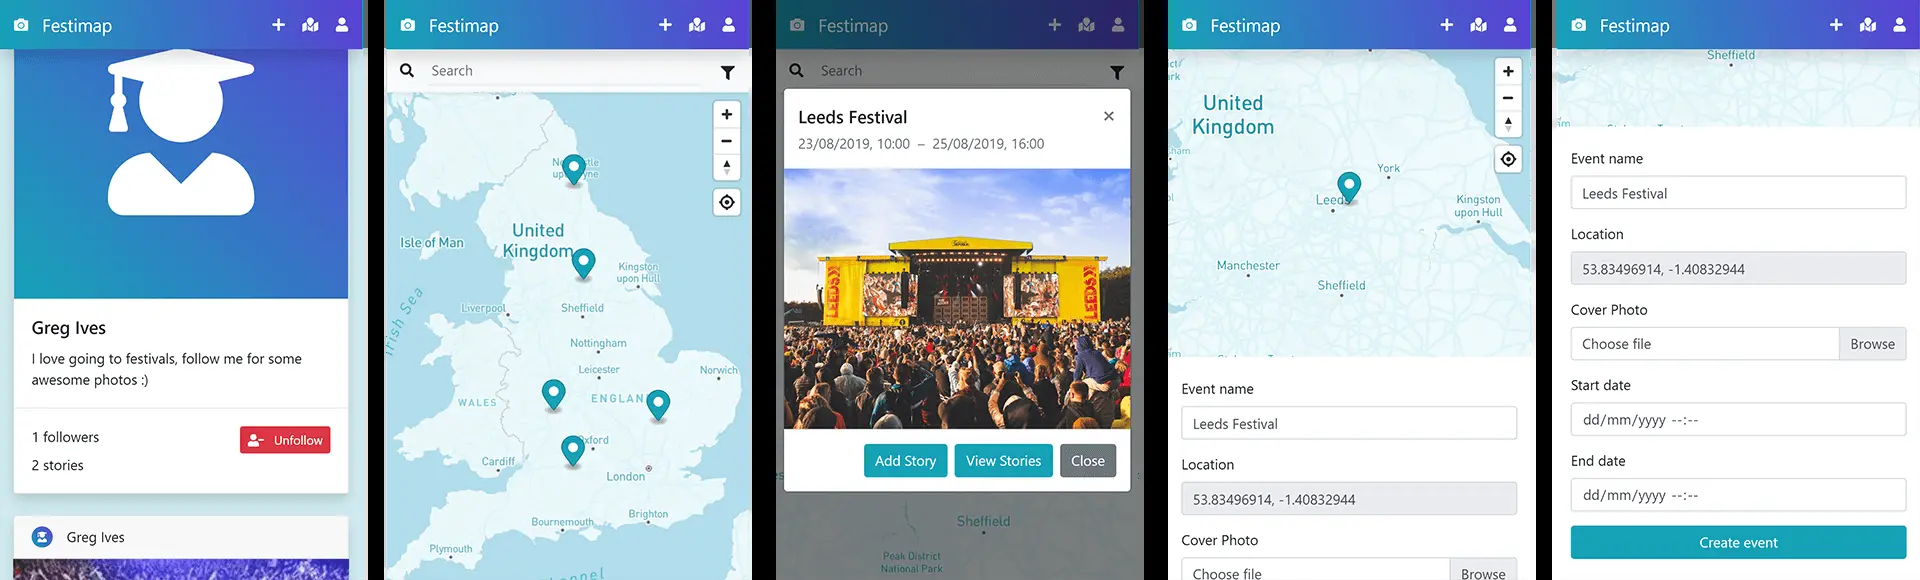 Festimap
Greg Ives
I love going to festivals, follow me for some
awesome photos :)
1 followers
Unfollow
2 stories
Greg Ives
Festimap
Search
United
Kingdom
Isle of Man
Kingston
upon Hull
Irish Sea
Liverpool
Sheffield
Nottingham
Leicester
Norwich
WALES
Cardiff
London
Bournemouth
Brighton
Plymouth
Festimap
Search
Leeds Festival
×
23/08/2019, 10:00 – 25/08/2019, 16:00
LEEDS
LEEDS
Add Story
View Stories
Close
Sheffield
Peak District
National Park
Festimap
United
Kingdom
York
Leeds
Kingston
upon Hull
Manchester
Sheffield
Event name
Leeds Festival
Location
53.83496914, -1.40832944
Cover Photo
Choose file
Browse
Festimap
Sheffield
Event name
Leeds Festival
Location
53.83496914, -1.40832944
Cover Photo
Choose file
Browse
Start date
dd/mm/yyyy --:--
End date
dd/mm/yyyy --:--
Create event